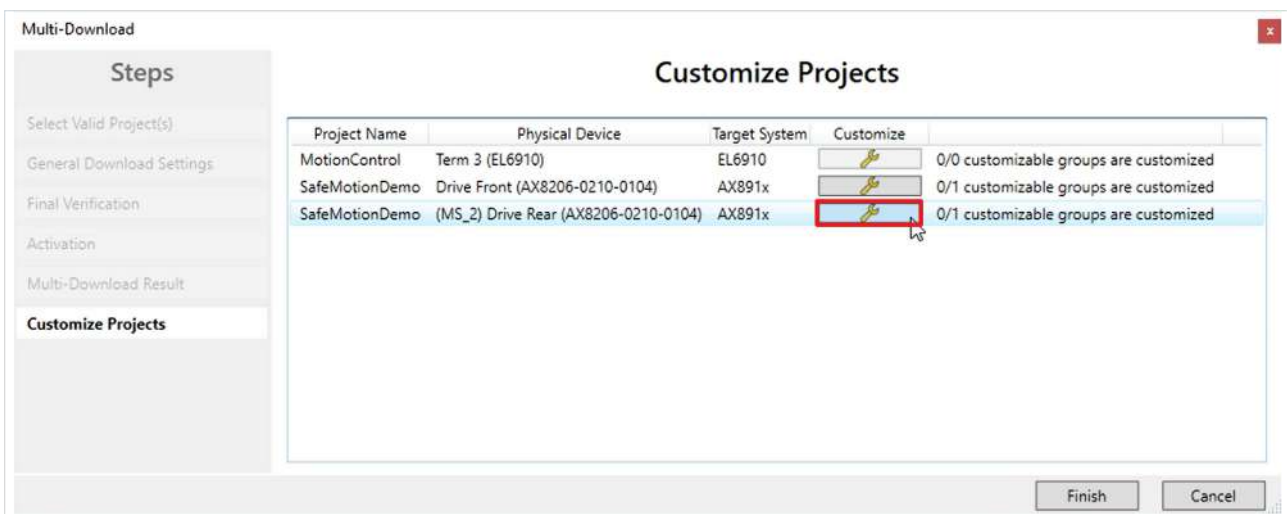 Multi-Download
x
Steps
Customize Projects
Select Valid Project(s)
General Download Settings
Final Verification
Activation
Multi-Download Result
Customize Projects
Project Name Physical Device Target System Customize
MotionControl Term 3 (EL6910) EL6910 0/0 customizable groups are customized
SafeMotionDemo Drive Front (AX8206-0210-0104) AX891x 0/1 customizable groups are customized
SafeMotionDemo (MS_2) Drive Rear (AX8206-0210-0104) AX891x 0/1 customizable groups are customized
Finish Cancel